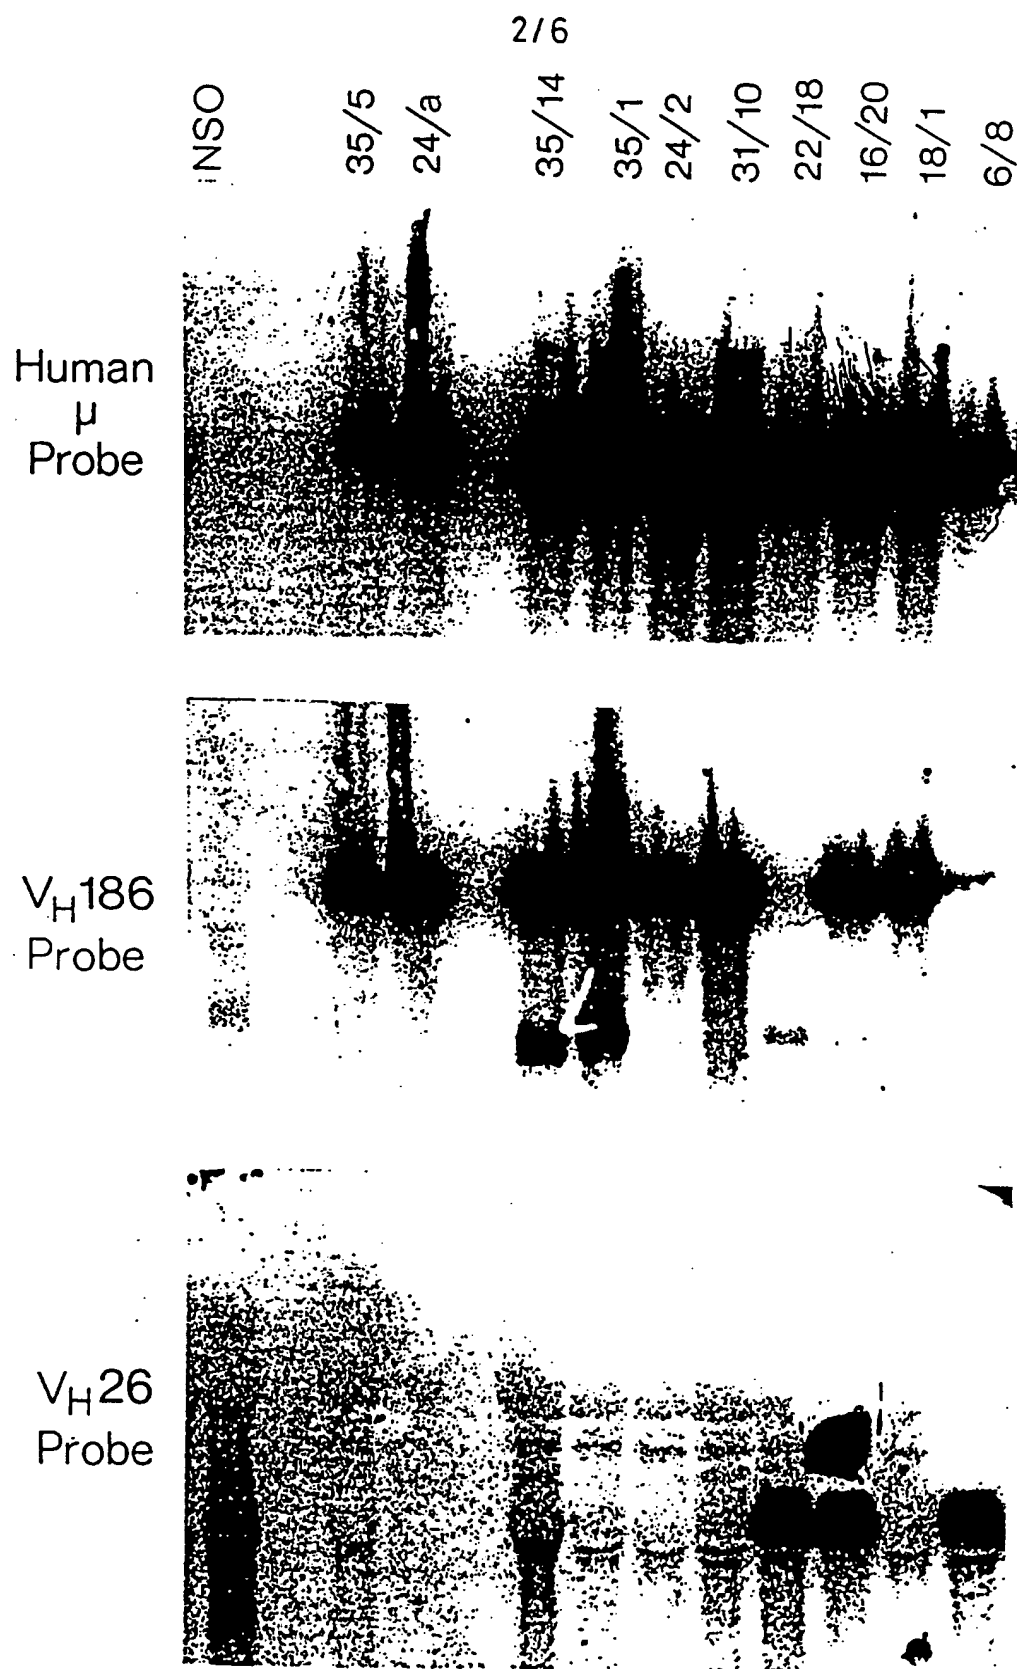 2/6
NSO 35/5 24/a 35/14 35/1 24/2 31/10 22/18 16/20 18/1 6/8
Human
μ
Probe
VH186
Probe
VH26
Probe